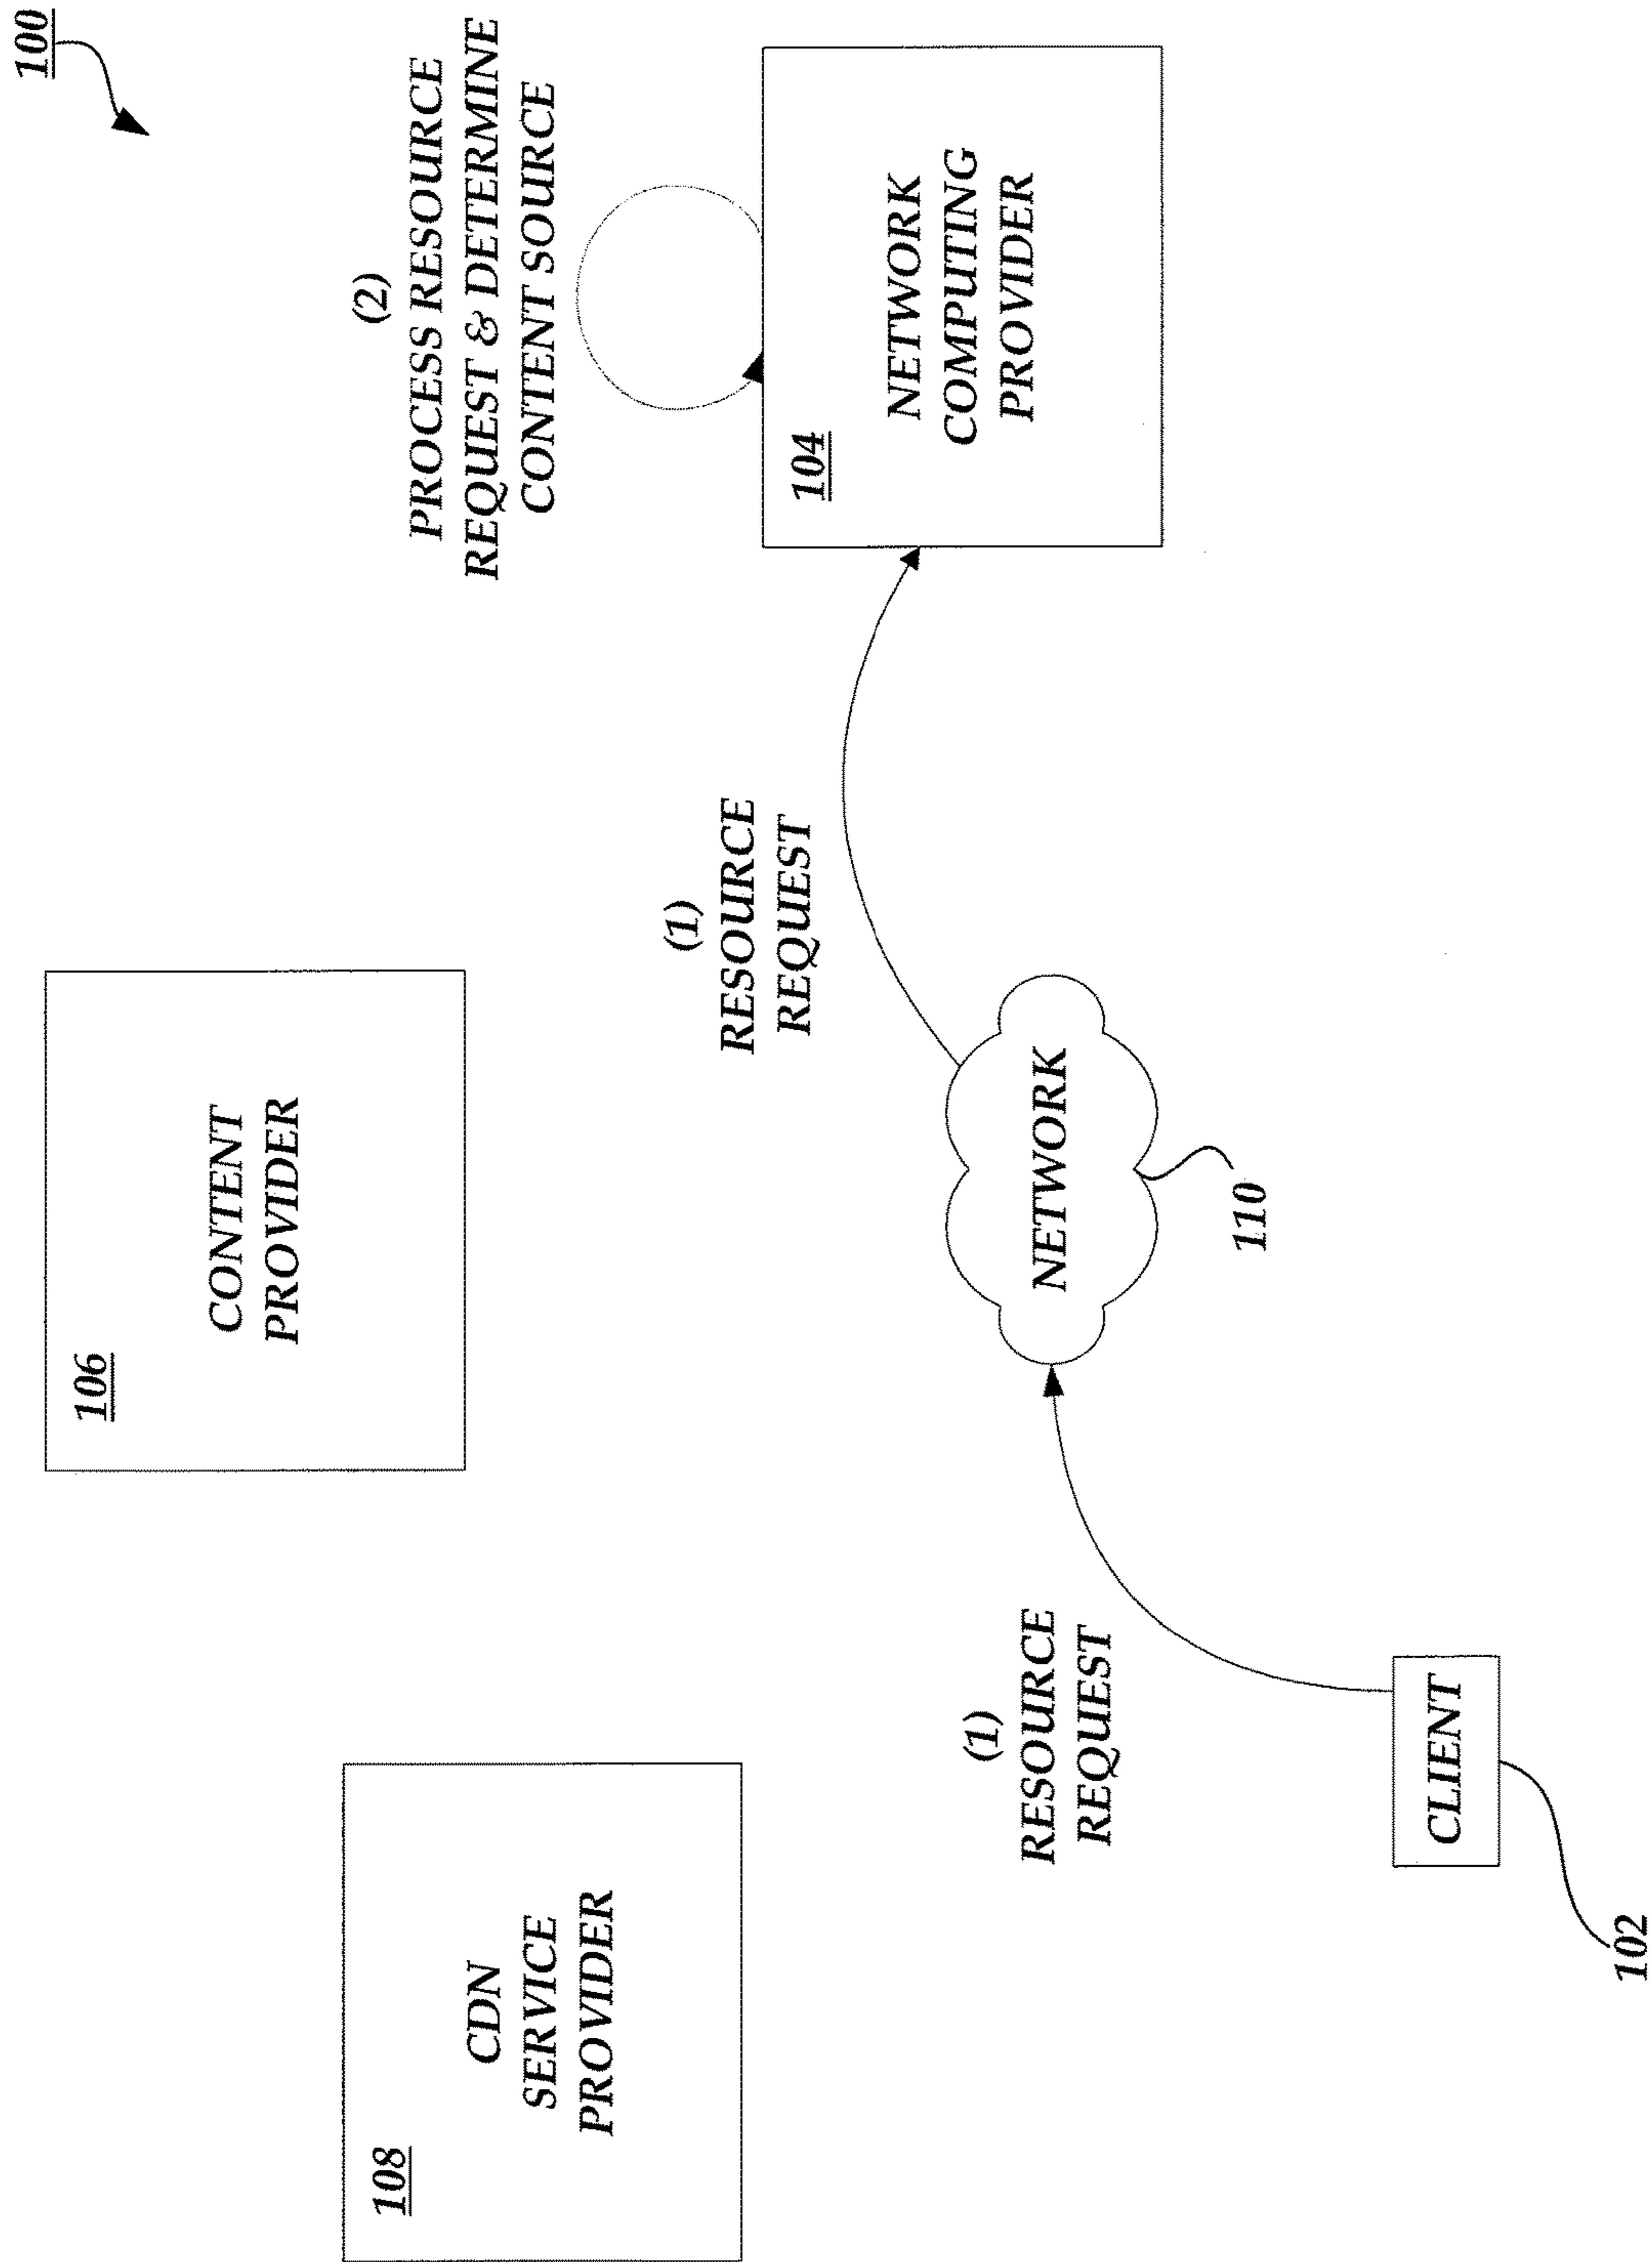 100
106
CONTENT
PROVIDER
108
CDN
SERVICE
PROVIDER
(2)
PROCESS RESOURCE
REQUEST & DETERMINE
CONTENT SOURCE
(1)
RESOURCE
REQUEST
104
NETWORK
COMPUTING
PROVIDER
(1)
RESOURCE
REQUEST
NETWORK
110
CLIENT
102